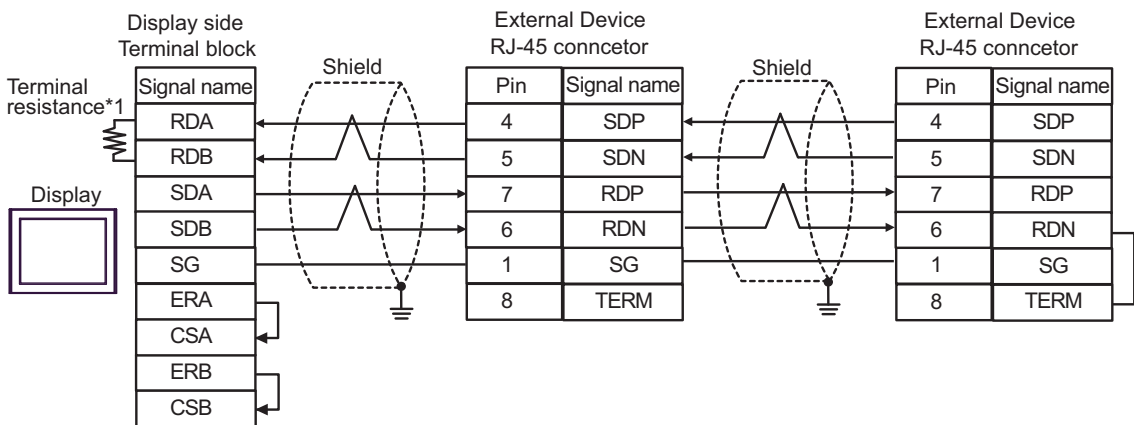 Display side
Terminal block
External Device
RJ-45 conncetor
External Device
RJ-45 conncetor
Shield
Shield
Terminal
resistance*1
Signal name
Pin Signal name
Pin Signal name
RDA 4 SDP 4 SDP
RDB 5 SDN 5 SDN
Display
SDA 7 RDP 7 RDP
SDB 6 RDN 6 RDN
SG 1 SG 1 SG
ERA 8 TERM 8 TERM
CSA
ERB
CSB